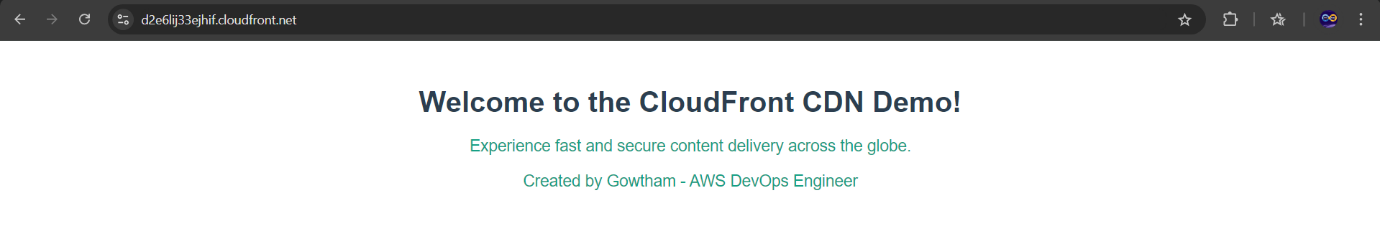 d2e6lij33ejhif.cloudfront.net
Welcome to the CloudFront CDN Demo!
Experience fast and secure content delivery across the globe.
Created by Gowtham - AWS DevOps Engineer